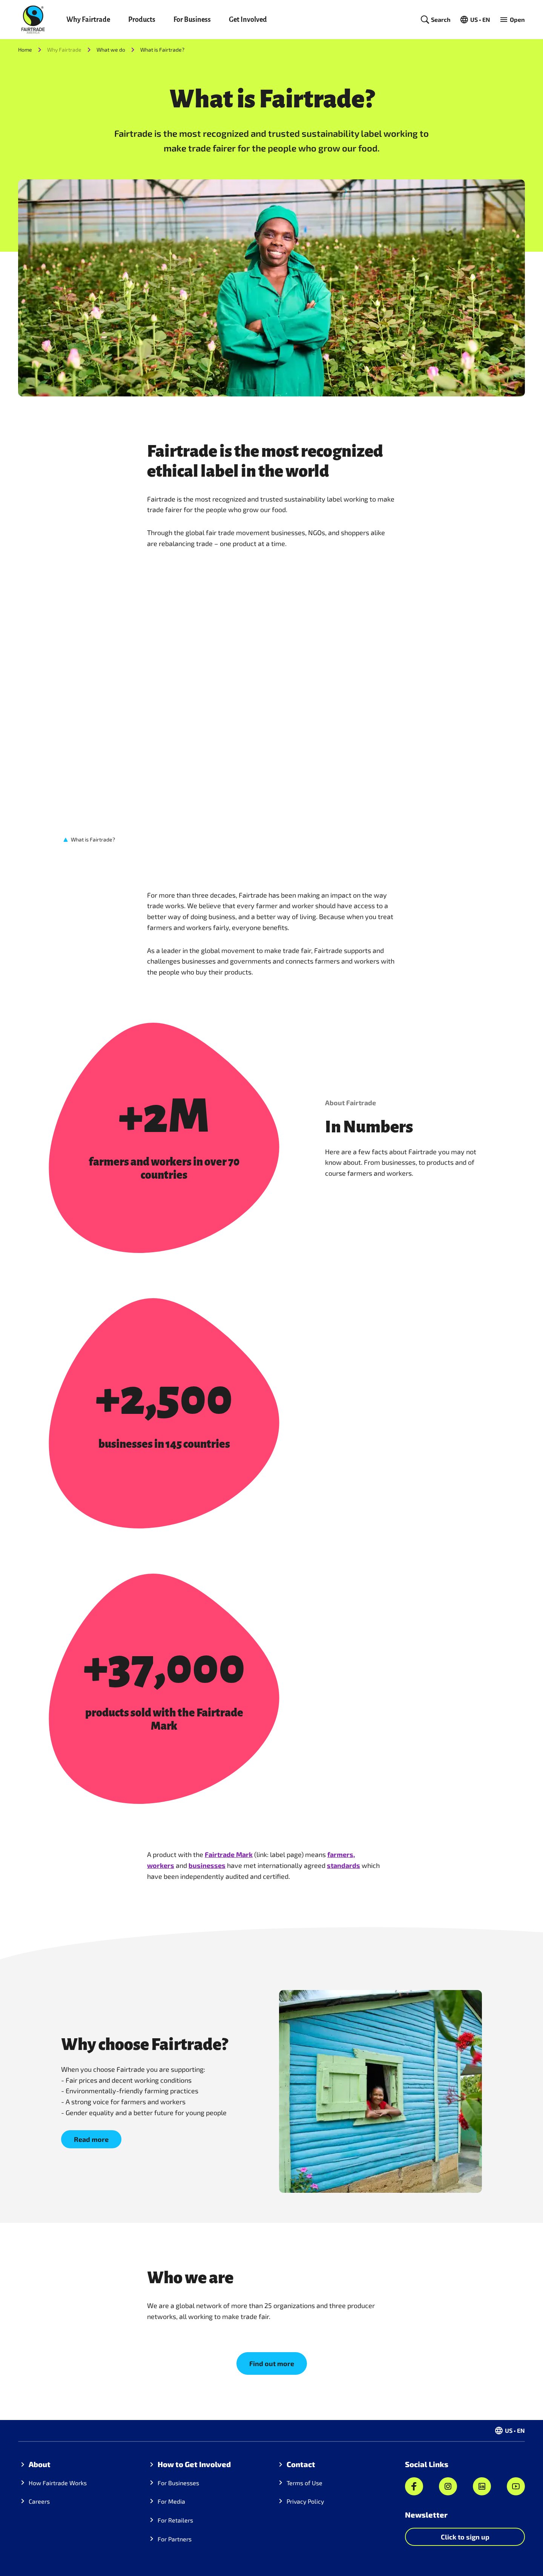 FAIRTRADE
Why Fairtrade
Products
For Business
Get Involved
Search
US • EN
Open
Home
Why Fairtrade
What we do
What is Fairtrade?
What is Fairtrade?
Fairtrade is the most recognized and trusted sustainability label working to
make trade fairer for the people who grow our food.
Fairtrade is the most recognized
ethical label in the world
Fairtrade is the most recognized and trusted sustainability label working to make
trade fairer for the people who grow our food.
Through the global fair trade movement businesses, NGOs, and shoppers alike
are rebalancing trade – one product at a time.
What is Fairtrade?
For more than three decades, Fairtrade has been making an impact on the way
trade works. We believe that every farmer and worker should have access to a
better way of doing business, and a better way of living. Because when you treat
farmers and workers fairly, everyone benefits.
As a leader in the global movement to make trade fair, Fairtrade supports and
challenges businesses and governments and connects farmers and workers with
the people who buy their products.
+2M
farmers and workers in over 70
countries
About Fairtrade
In Numbers
Here are a few facts about Fairtrade you may not
know about. From businesses, to products and of
course farmers and workers.
+2,500
businesses in 145 countries
+37,000
products sold with the Fairtrade
Mark
A product with the Fairtrade Mark (link: label page) means farmers,
workers and businesses have met internationally agreed standards which
have been independently audited and certified.
Why choose Fairtrade?
When you choose Fairtrade you are supporting:
- Fair prices and decent working conditions
- Environmentally-friendly farming practices
- A strong voice for farmers and workers
- Gender equality and a better future for young people
Read more
Who we are
We are a global network of more than 25 organizations and three producer
networks, all working to make trade fair.
Find out more
US • EN
About
How Fairtrade Works
Careers
How to Get Involved
For Businesses
For Media
For Retailers
For Partners
Contact
Terms of Use
Privacy Policy
Social Links
Newsletter
Click to sign up